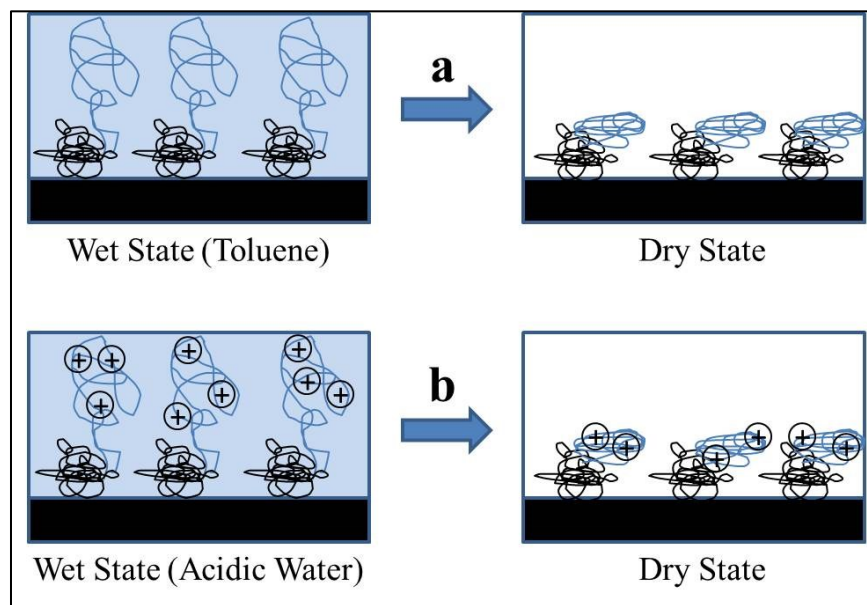 a
Wet State (Toluene) Dry State
+ + + + + + + + +
b
+ + + + + +
Wet State (Acidic Water) Dry State